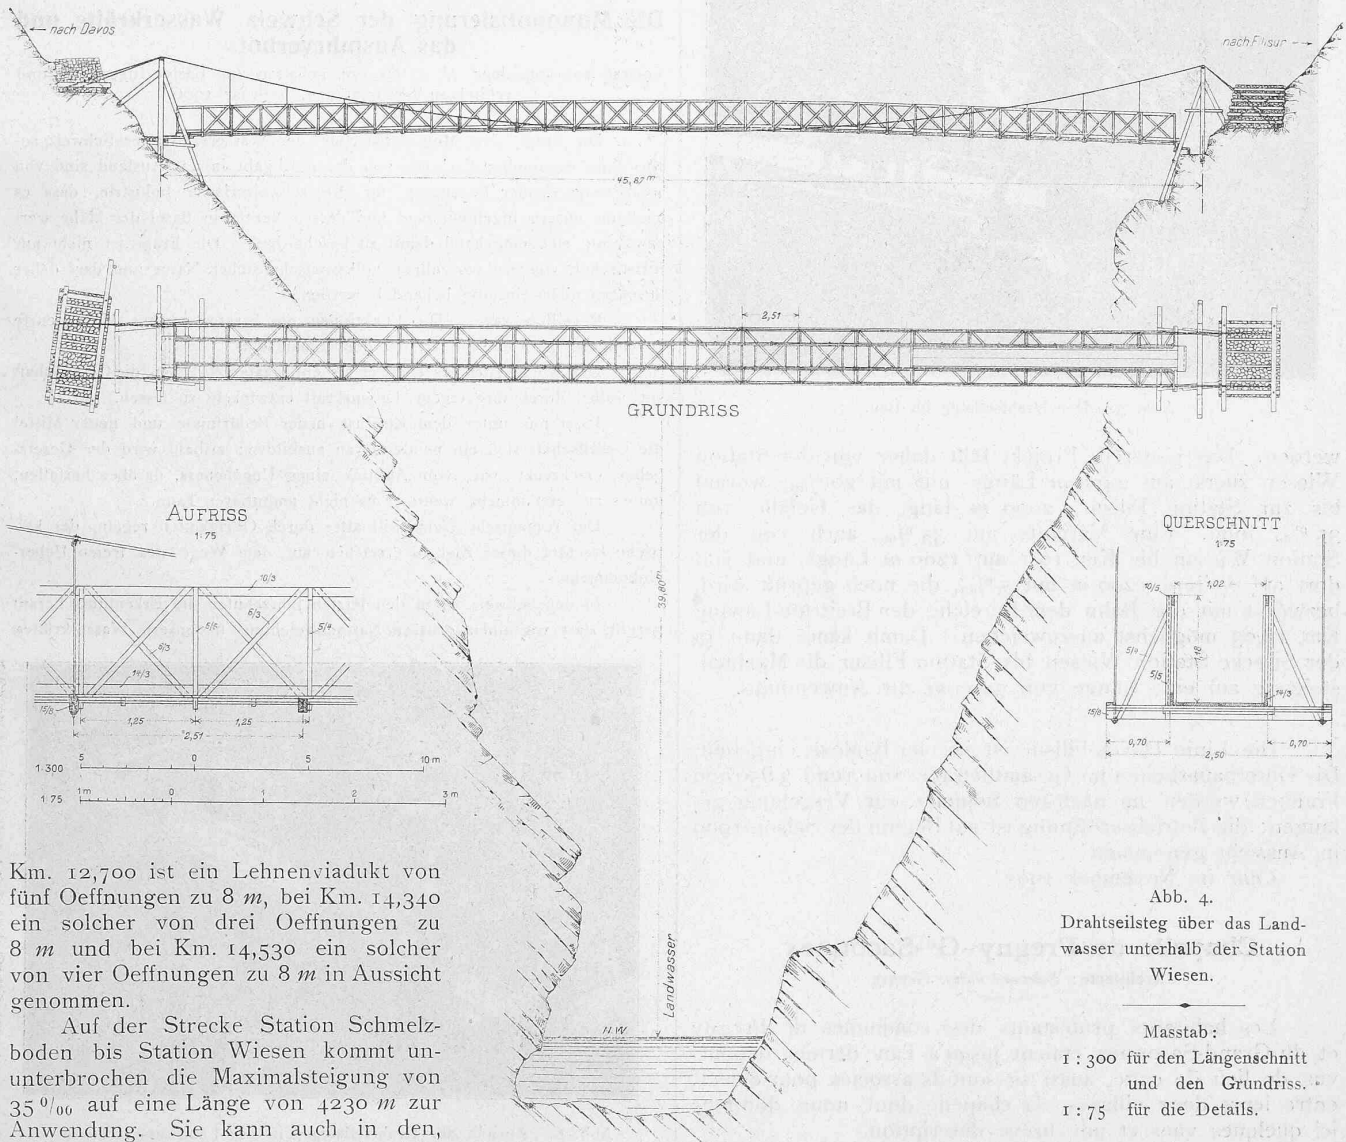 ← nach Davos
nach Filisur →
45,87 m
2,51
GRUNDRISS
AUFRISS
1:75
10/3
5/6
5/4
14/3
15/8
1,25
1,25
2,51
1:300
5
0
5
10 m
1:75
1 m
0
1
2
3 m
39,80 m
QUERSCHNITT
1:75
10/5
1,02
5/4
5/5
14/3
15/8
0,70
0,70
2,50
N.W.
Landwasser
Km. 12,700 ist ein Lehnenviadukt von
fünf Oeffnungen zu 8 m, bei Km. 14,340
ein solcher von drei Oeffnungen zu
8 m und bei Km. 14,530 ein solcher
von vier Oeffnungen zu 8 m in Aussicht
genommen.
Auf der Strecke Station Schmelz-
boden bis Station Wiesen kommt un-
unterbrochen die Maximalsteigung von
35 ‰ auf eine Länge von 4230 m zur
Anwendung. Sie kann auch in den,
Abb. 4.
Drahtseilsteg über das Land-
wasser unterhalb der Station
Wiesen.
Masstab:
1 : 300 für den Längenschnitt
und den Grundriss.
1 : 75 für die Details.